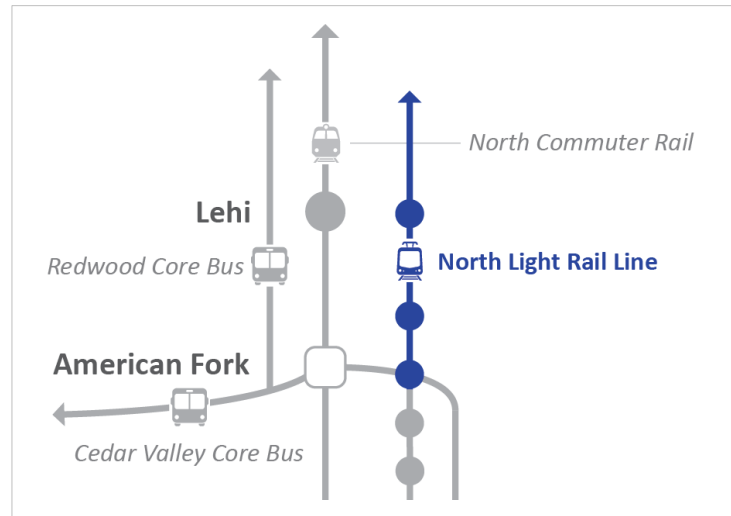 North Commuter Rail
Lehi
Redwood Core Bus
North Light Rail Line
American Fork
Cedar Valley Core Bus